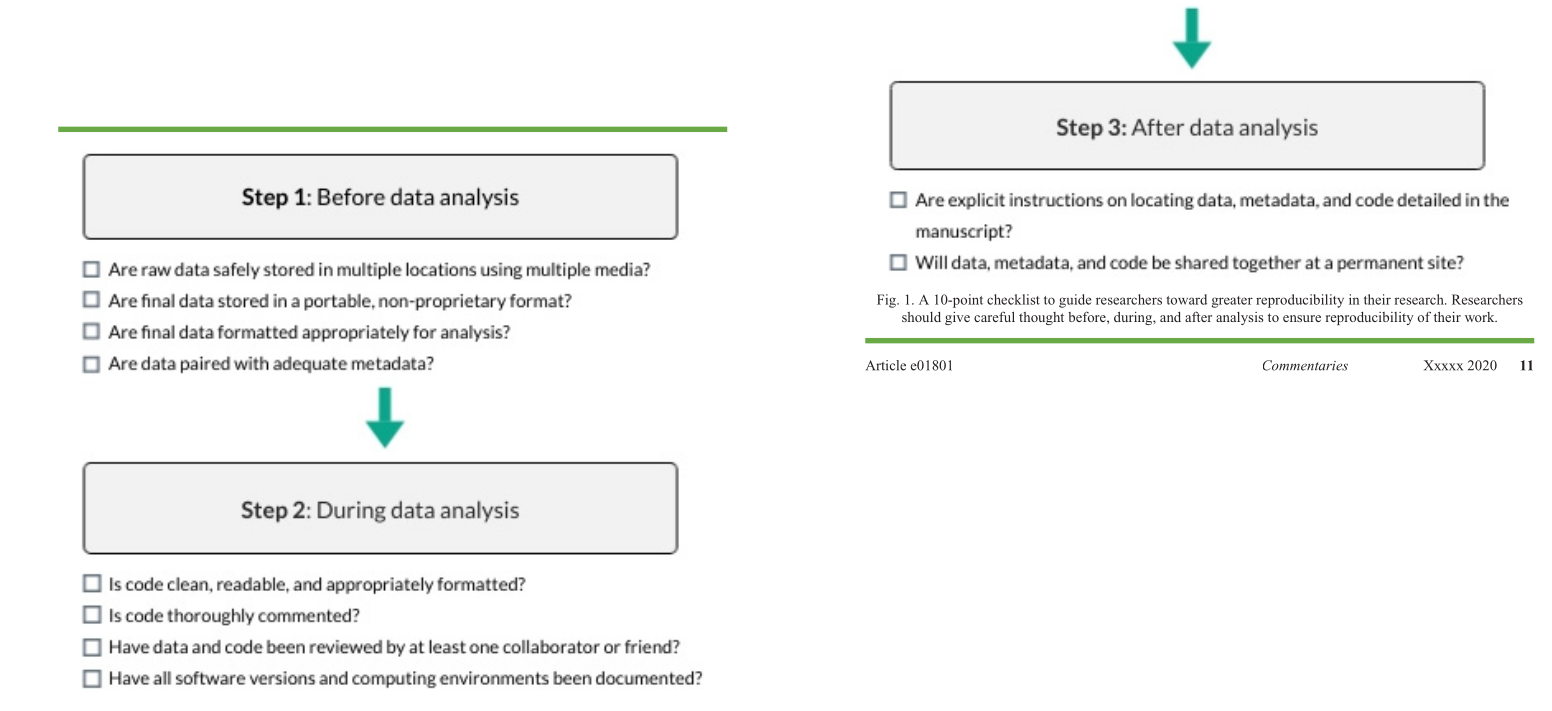 Step 1: Before data analysis
Are raw data safely stored in multiple locations using multiple media?
Are final data stored in a portable, non-proprietary format?
Are final data formatted appropriately for analysis?
Are data paired with adequate metadata?
Step 2: During data analysis
Is code clean, readable, and appropriately formatted?
Is code thoroughly commented?
Have data and code been reviewed by at least one collaborator or friend?
Have all software versions and computing environments been documented?
Step 3: After data analysis
Are explicit instructions on locating data, metadata, and code detailed in the
manuscript?
Will data, metadata, and code be shared together at a permanent site?
Fig. 1. A 10-point checklist to guide researchers toward greater reproducibility in their research. Researchers
should give careful thought before, during, and after analysis to ensure reproducibility of their work.
Article e01801 Commentaries Xxxxx 2020 11